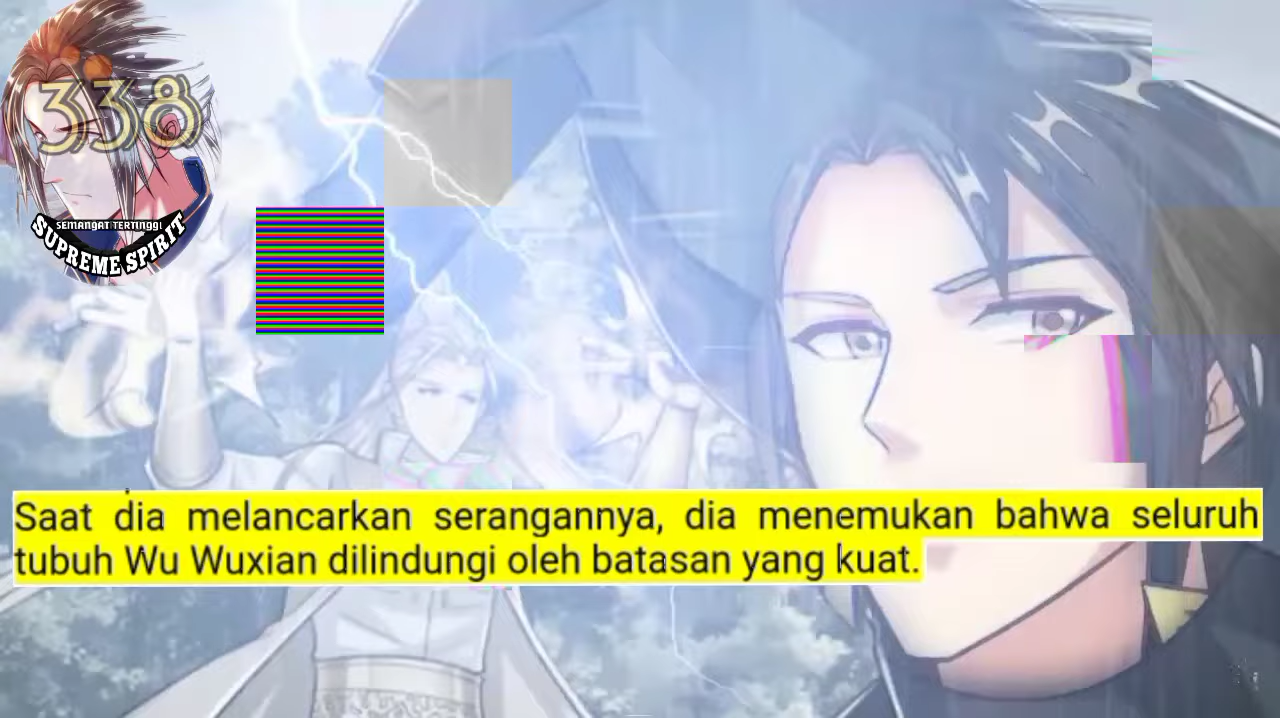 338
SEMANGAT TERTINGGI
SUPREME SPIRIT
Saat dia melancarkan serangannya, dia menemukan bahwa seluruh
tubuh Wu Wuxian dilindungi oleh batasan yang kuat.